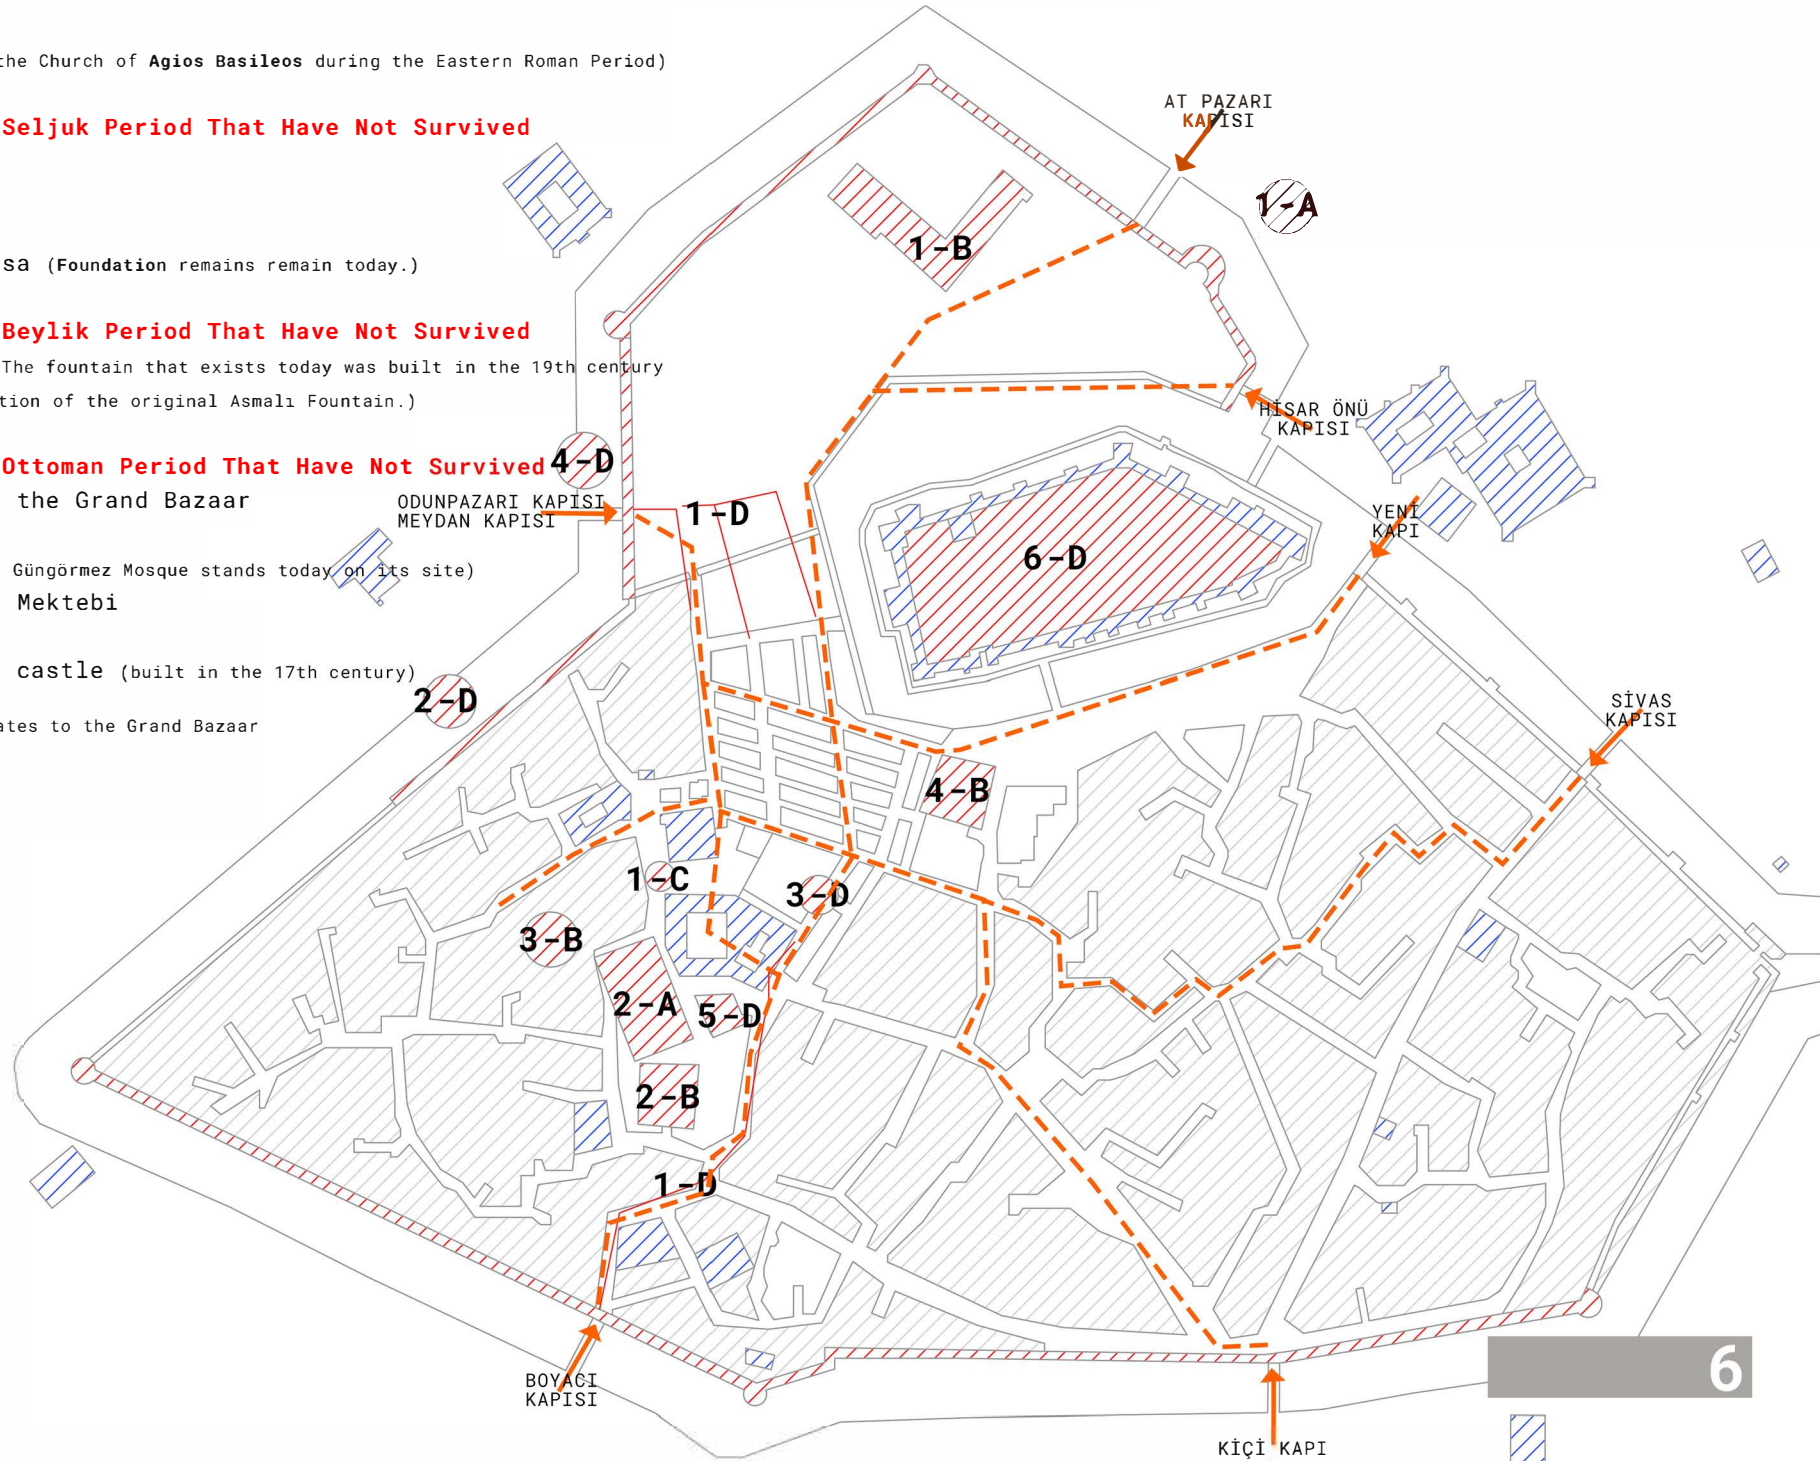 the Church of Agios Basileos during the Eastern Roman Period)
Seljuk Period That Have Not Survived
sa (Foundation remains remain today.)
Beylik Period That Have Not Survived
The fountain that exists today was built in the 19th century
tion of the original Asmalı Fountain.)
Ottoman Period That Have Not Survived
the Grand Bazaar
Güngörmez Mosque stands today on its site)
Mektebi
castle (built in the 17th century)
ates to the Grand Bazaar
AT PAZARI
KAPISI
1-A
1-B
HİSAR ÖNÜ
KAPISI
4-D
ODUNPAZARI KAPISI
MEYDAN KAPISI
1-D
6-D
YENİ
KAPI
2-D
SİVAS
KAPISI
4-B
1-C
3-D
3-B
2-A
5-D
2-B
1-D
BOYACI
KAPISI
KİÇİ KAPI
6